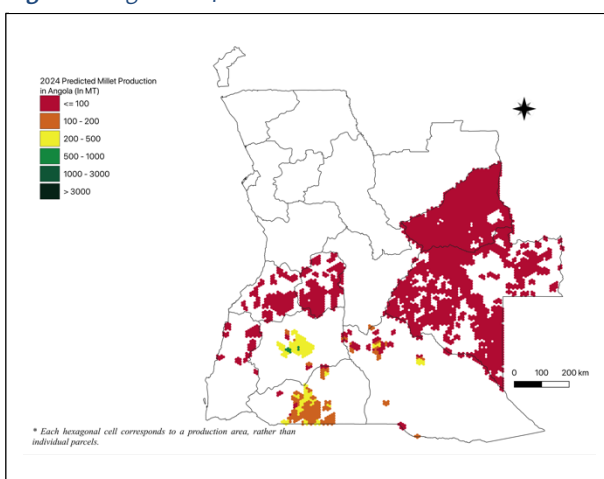 2024 Predicted Millet Production
in Angola (In MT)
<= 100
100 - 200
200 - 500
500 - 1000
1000 - 3000
> 3000
0 100 200 km
* Each hexagonal cell corresponds to a production area, rather than
individual parcels.